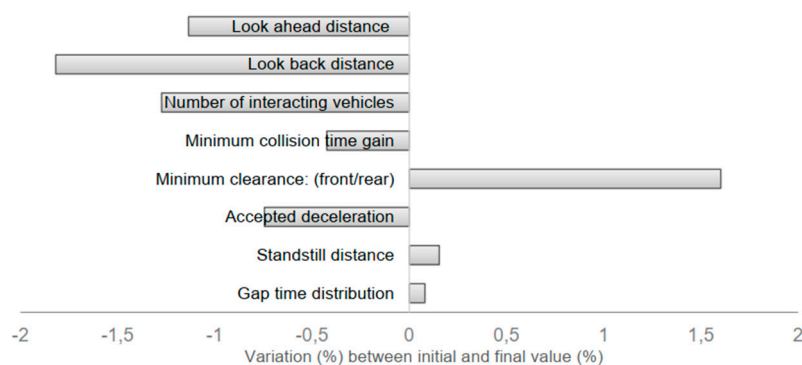 Look ahead distance
Look back distance
Number of interacting vehicles
Minimum collision time gain
Minimum clearance: (front/rear)
Accepted deceleration
Standstill distance
Gap time distribution
-2 -1,5 -1 -0,5 0 0,5 1 1,5 2
Variation (%) between initial and final value (%)